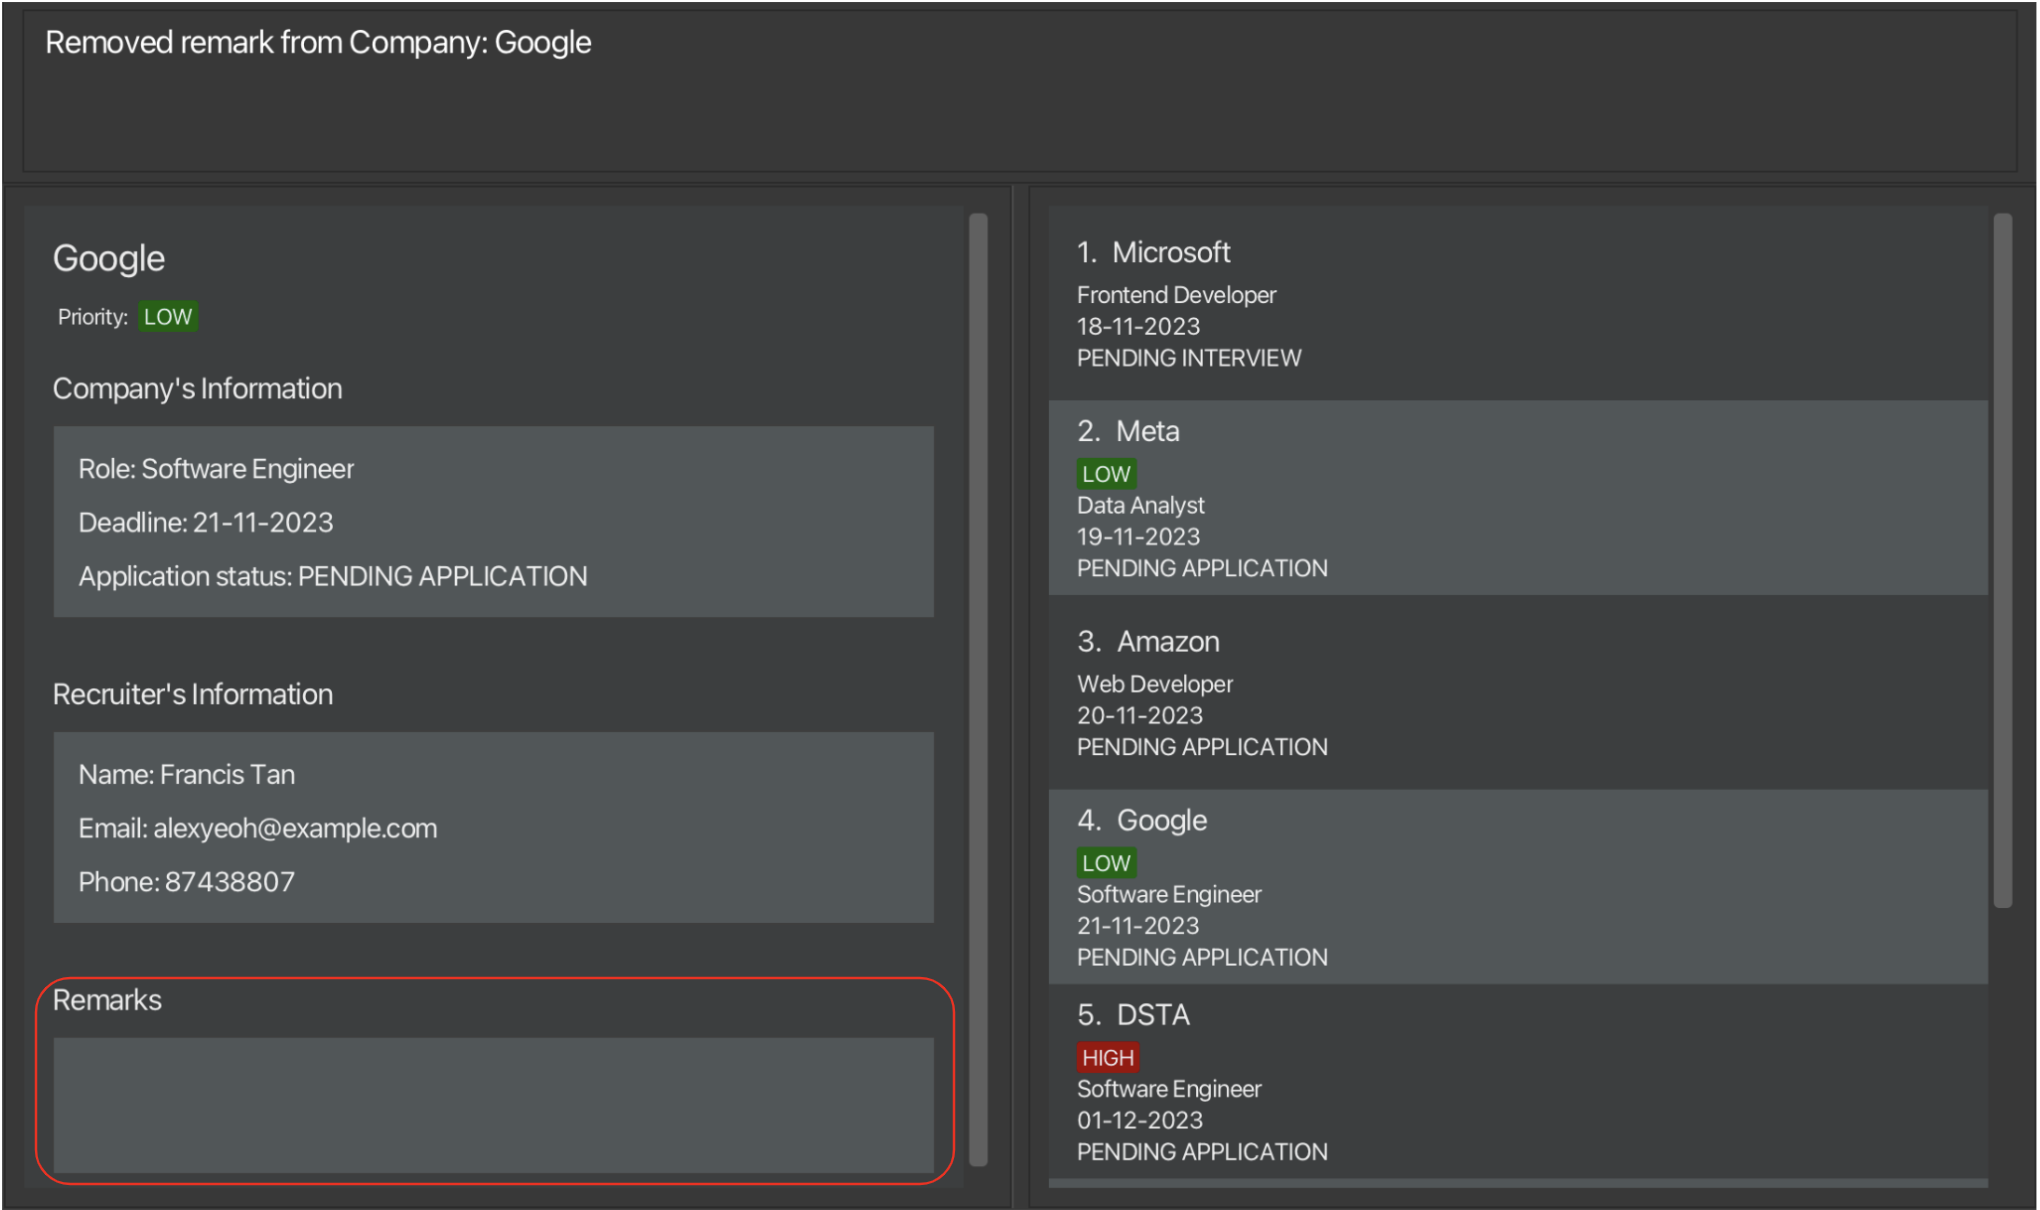 Removed remark from Company: Google
Google
Priority: LOW
Company's Information
Role: Software Engineer
Deadline: 21-11-2023
Application status: PENDING APPLICATION
Recruiter's Information
Name: Francis Tan
Email: alexyeoh@example.com
Phone: 87438807
Remarks
1. Microsoft
Frontend Developer
18-11-2023
PENDING INTERVIEW
2. Meta
LOW
Data Analyst
19-11-2023
PENDING APPLICATION
3. Amazon
Web Developer
20-11-2023
PENDING APPLICATION
4. Google
LOW
Software Engineer
21-11-2023
PENDING APPLICATION
5. DSTA
HIGH
Software Engineer
01-12-2023
PENDING APPLICATION